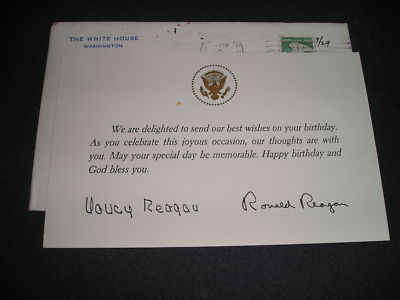 THE WHITE HOUSE
WASHINGTON
2/29
We are delighted to send our best wishes on your birthday.
As you celebrate this joyous occasion, our thoughts are with
you. May your special day be memorable. Happy birthday and
God bless you.
Nancy Reagan Ronald Reagan